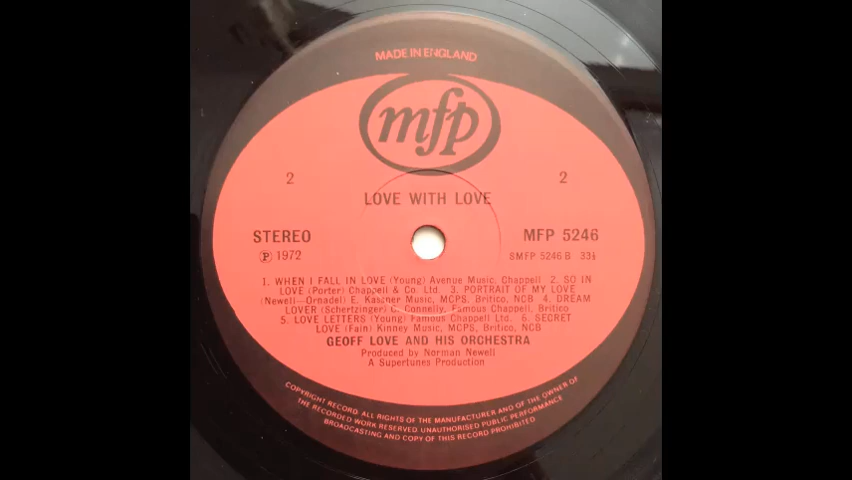 MADE IN ENGLAND
mfp
2 2
LOVE WITH LOVE
STEREO MFP 5246
Ⓟ 1972 SMFP 5246 B 33⅓
1. WHEN I FALL IN LOVE (Young) Avenue Music, Chappell 2. SO IN
LOVE (Porter) Chappell & Co. Ltd. 3. PORTRAIT OF MY LOVE
(Newell—Ornadel) E. Kassner Music, MCPS, Britico, NCB 4. DREAM
LOVER (Schertzinger) C. Connelly, Famous Chappell, Britico
5. LOVE LETTERS (Young) Famous Chappell Ltd. 6. SECRET
LOVE (Fain) Kinney Music, MCPS, Britico, NCB
GEOFF LOVE AND HIS ORCHESTRA
Produced by Norman Newell
A Supertunes Production
COPYRIGHT RECORD. ALL RIGHTS OF THE MANUFACTURER AND OF THE OWNER OF
THE RECORDED WORK RESERVED. UNAUTHORISED PUBLIC PERFORMANCE
BROADCASTING AND COPY OF THIS RECORD PROHIBITED